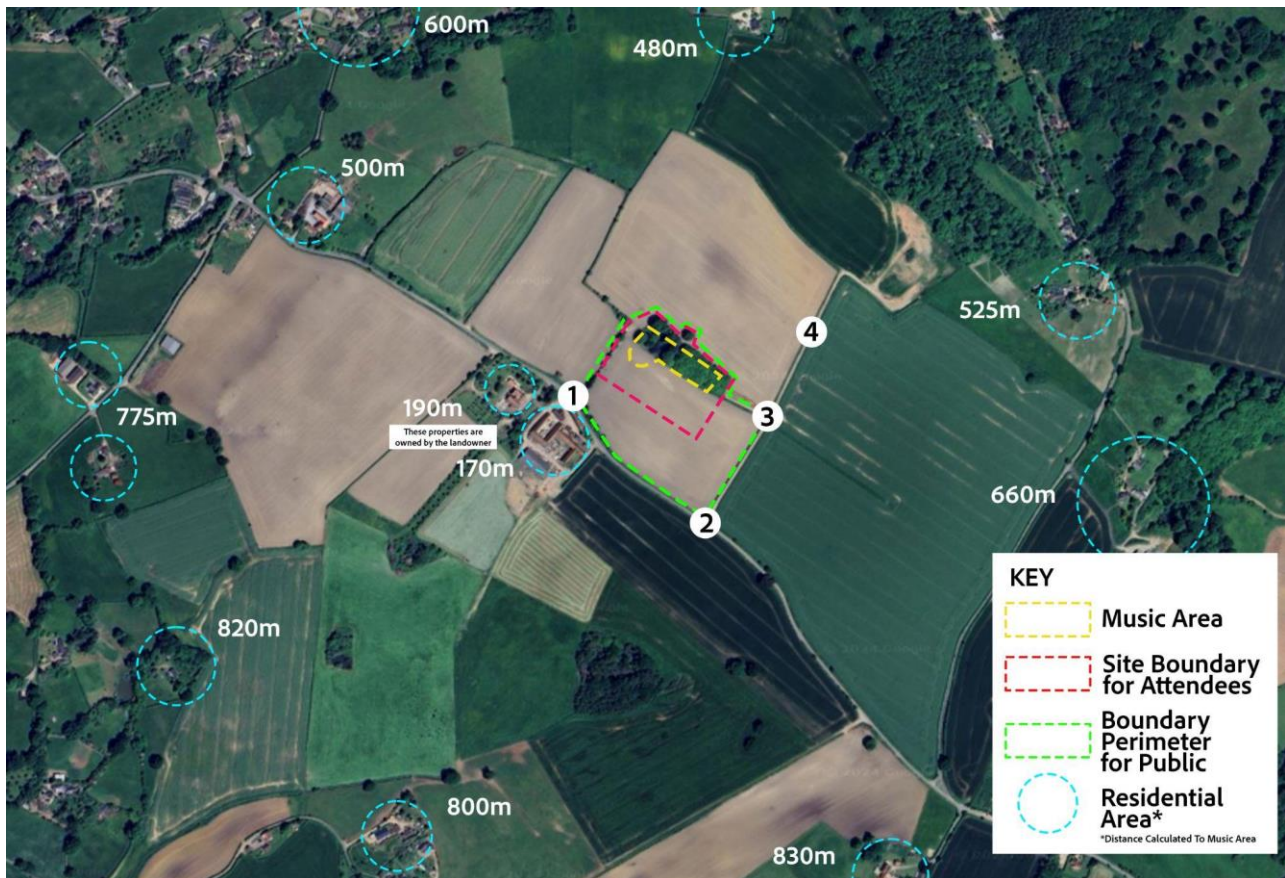 600m
480m
500m
525m
4
1
3
190m
These properties are
owned by the landowner
775m
170m
660m
2
KEY
Music Area
Site Boundary
for Attendees
Boundary
Perimeter
for Public
Residential
Area*
*Distance Calculated To Music Area
820m
800m
830m